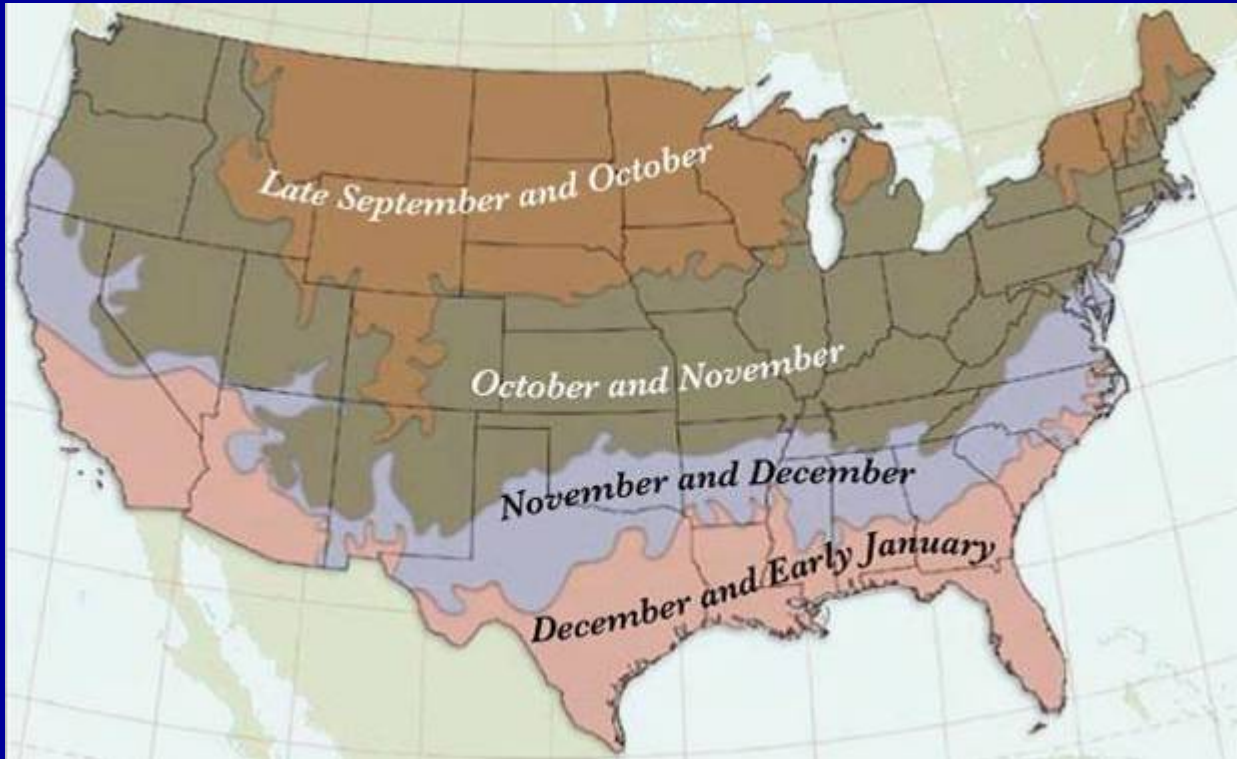 Late September and October
October and November
November and December
December and Early January